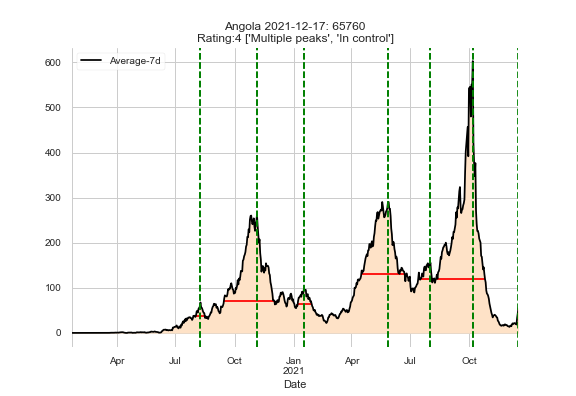 Angola 2021-12-17: 65760
Rating:4 ['Multiple peaks', 'In control']
Average-7d
600
500
400
300
200
100
0
Apr
Jul
Oct
Jan
2021
Apr
Jul
Oct
Date